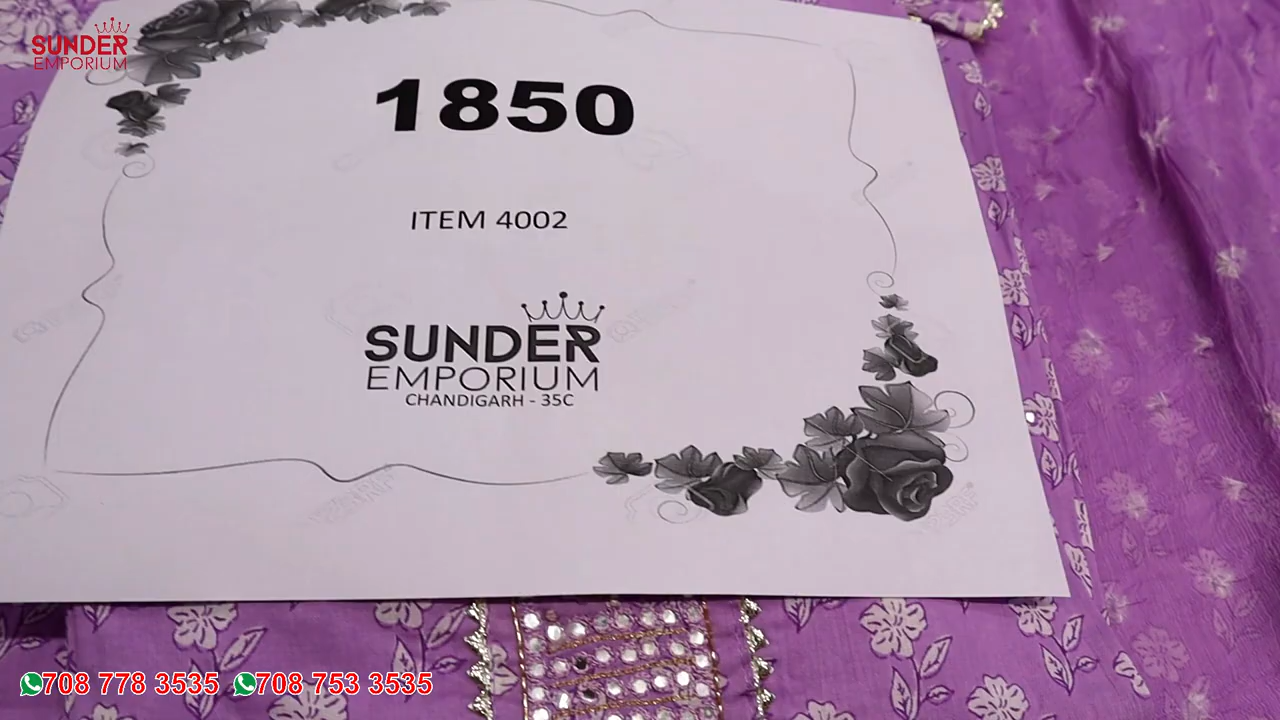 SUNDER
EMPORIUM
1850
ITEM 4002
SUNDER
EMPORIUM
CHANDIGARH - 35C
708 778 3535 708 753 3535